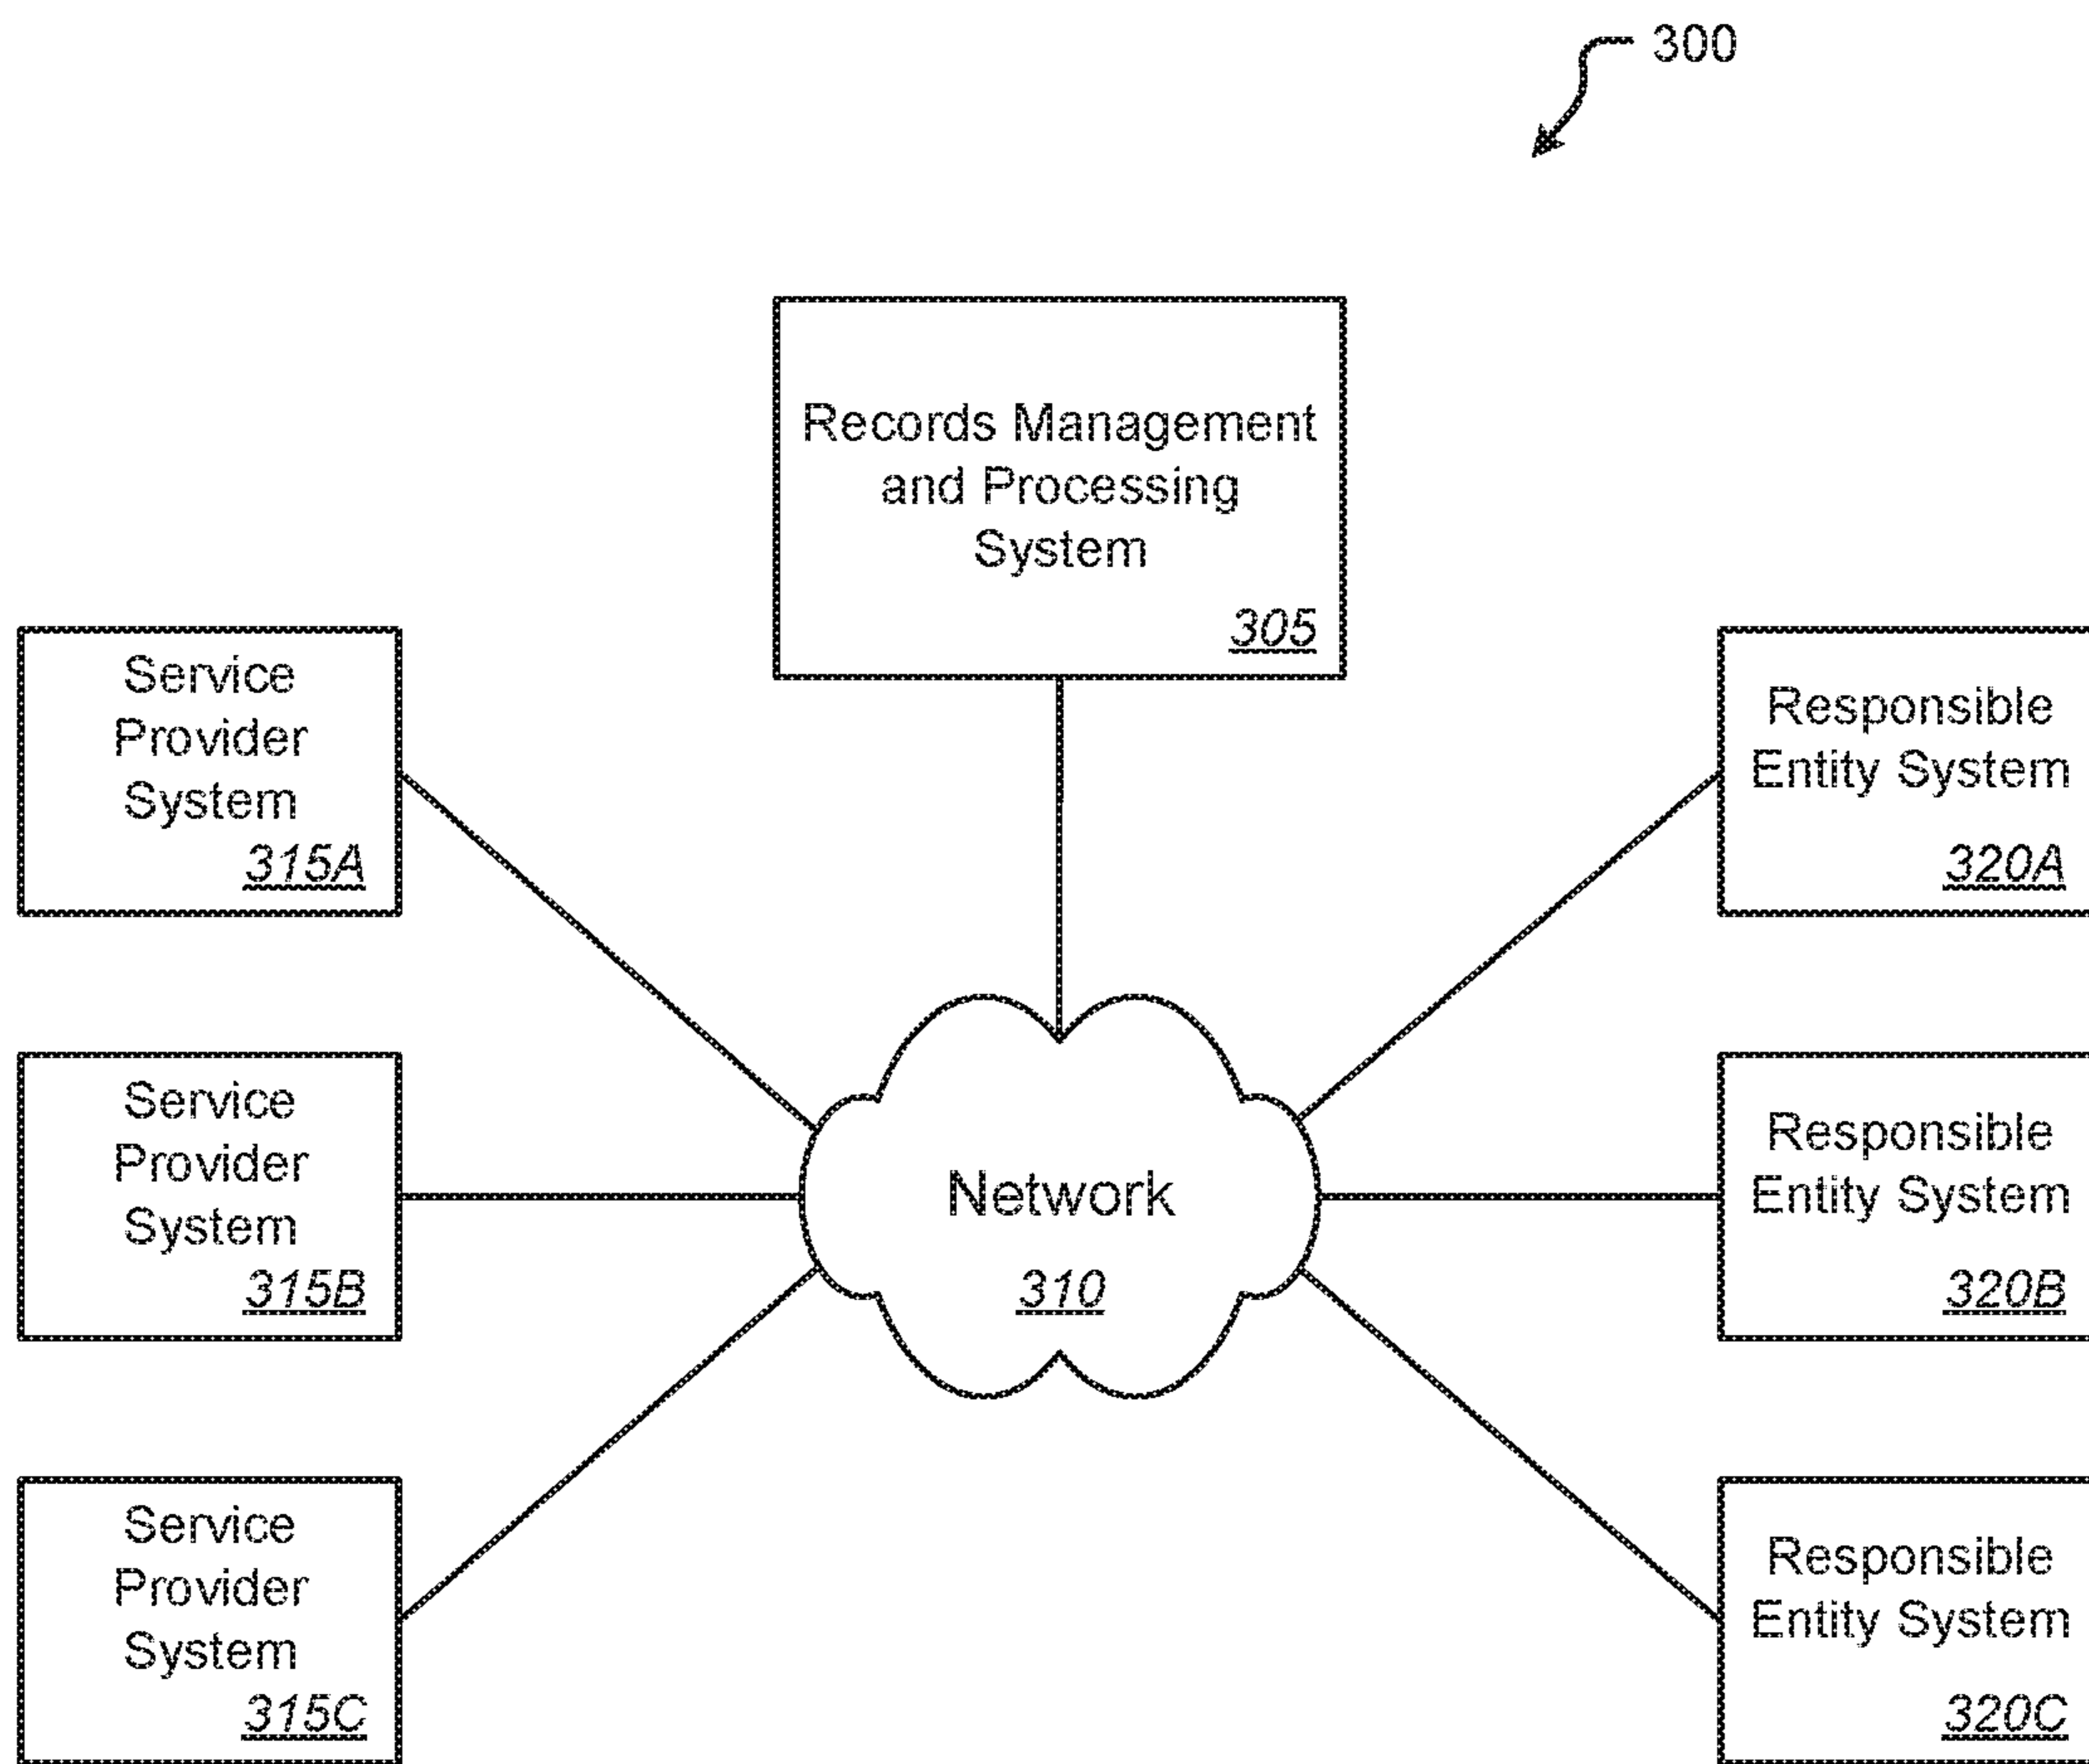 300
Records Management
and Processing
System
305
Service
Provider
System
315A
Responsible
Entity System
320A
Service
Provider
System
315B
Network
310
Responsible
Entity System
320B
Service
Provider
System
315C
Responsible
Entity System
320C